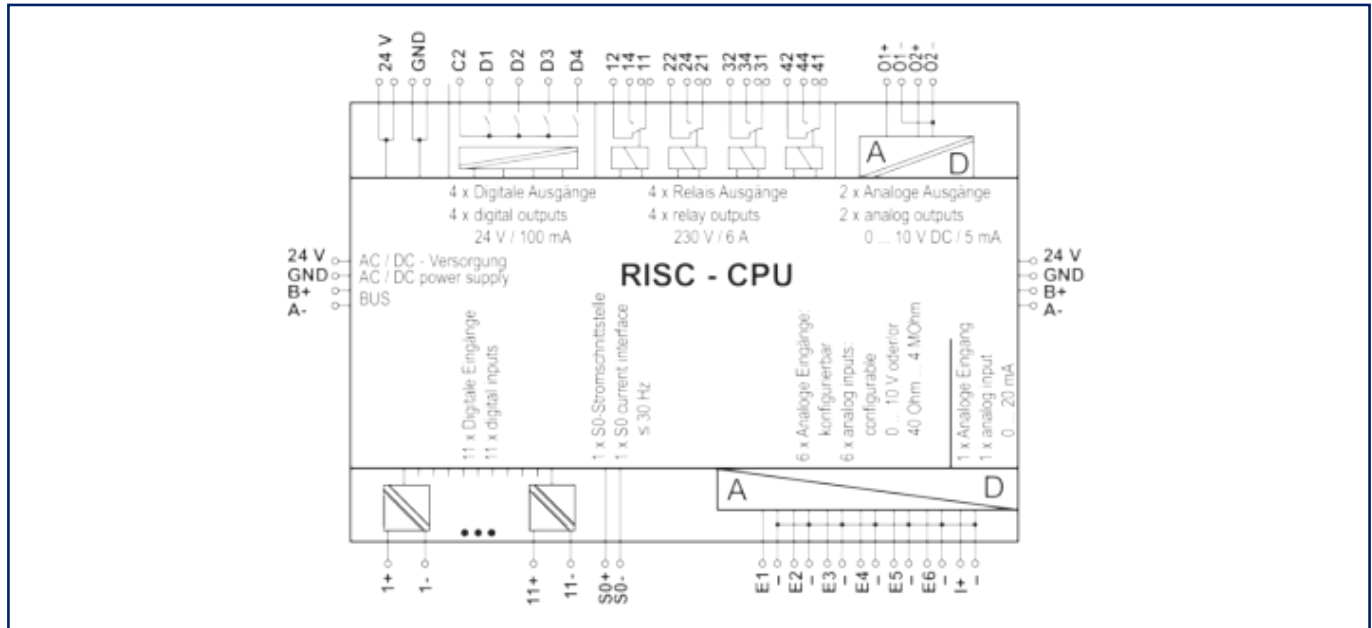 24 V
GND
C2
D1
D2
D3
D4
12
14
11
22
24
21
32
34
31
42
44
41
O1+
O1-
O2+
O2-
A
D
4 x Digitale Ausgänge
4 x digital outputs
24 V / 100 mA
4 x Relais Ausgänge
4 x relay outputs
230 V / 6 A
2 x Analoge Ausgänge
2 x analog outputs
0 ... 10 V DC / 5 mA
24 V
GND
B+
A-
AC / DC - Versorgung
AC / DC power supply
BUS
RISC - CPU
24 V
GND
B+
A-
11 x Digitale Eingänge
11 x digital inputs
1 x S0-Stromschnittstelle
1 x S0 current interface
≤ 30 Hz
6 x Analoge Eingänge:
konfigurierbar
6 x analog inputs:
configurable
0 ... 10 V oder/or
40 Ohm ... 4 MOhm
1 x Analoge Eingang
1 x analog input
0 ... 20 mA
A
D
1+
1-
11+
11-
S0+
S0-
E1
-
E2
-
E3
-
E4
-
E5
-
E6
-
I+
-